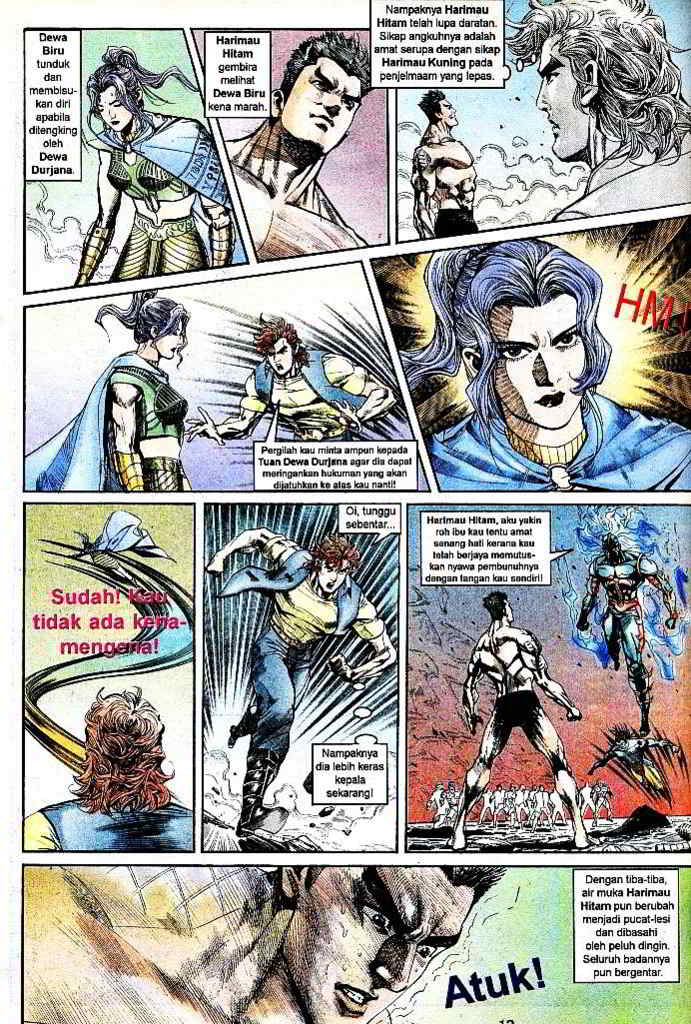 Dewa
Biru
tunduk
dan
membisu-
kan diri
apabila
ditengking
oleh
Dewa
Durjana.
Harimau
Hitam
gembira
melihat
Dewa Biru
kena marah.
Nampaknya Harimau
Hitam telah lupa daratan.
Sikap angkuhnya adalah
amat serupa dengan sikap
Harimau Kuning pada
penjelmaam yang lepas.
Pergilah kau minta ampun kepada
Tuan Dewa Durjana agar dia dapat
meringankan hukuman yang akan
dijatuhkan ke atas kau nanti!
HM!
Sudah! Kau
tidak ada kena-
mengena!
Oi, tunggu
sebentar...
Nampaknya
dia lebih keras
kepala
sekarang!
Harimau Hitam, aku yakin
roh ibu kau tentu amat
senang hati kerana kau
telah berjaya memutus-
kan nyawa pembunuhnya
dengan tangan kau sendiri!
Dengan tiba-tiba,
air muka Harimau
Hitam pun berubah
menjadi pucat-lesi
dan dibasahi
oleh peluh dingin.
Seluruh badannya
pun bergentar.
Atuk!